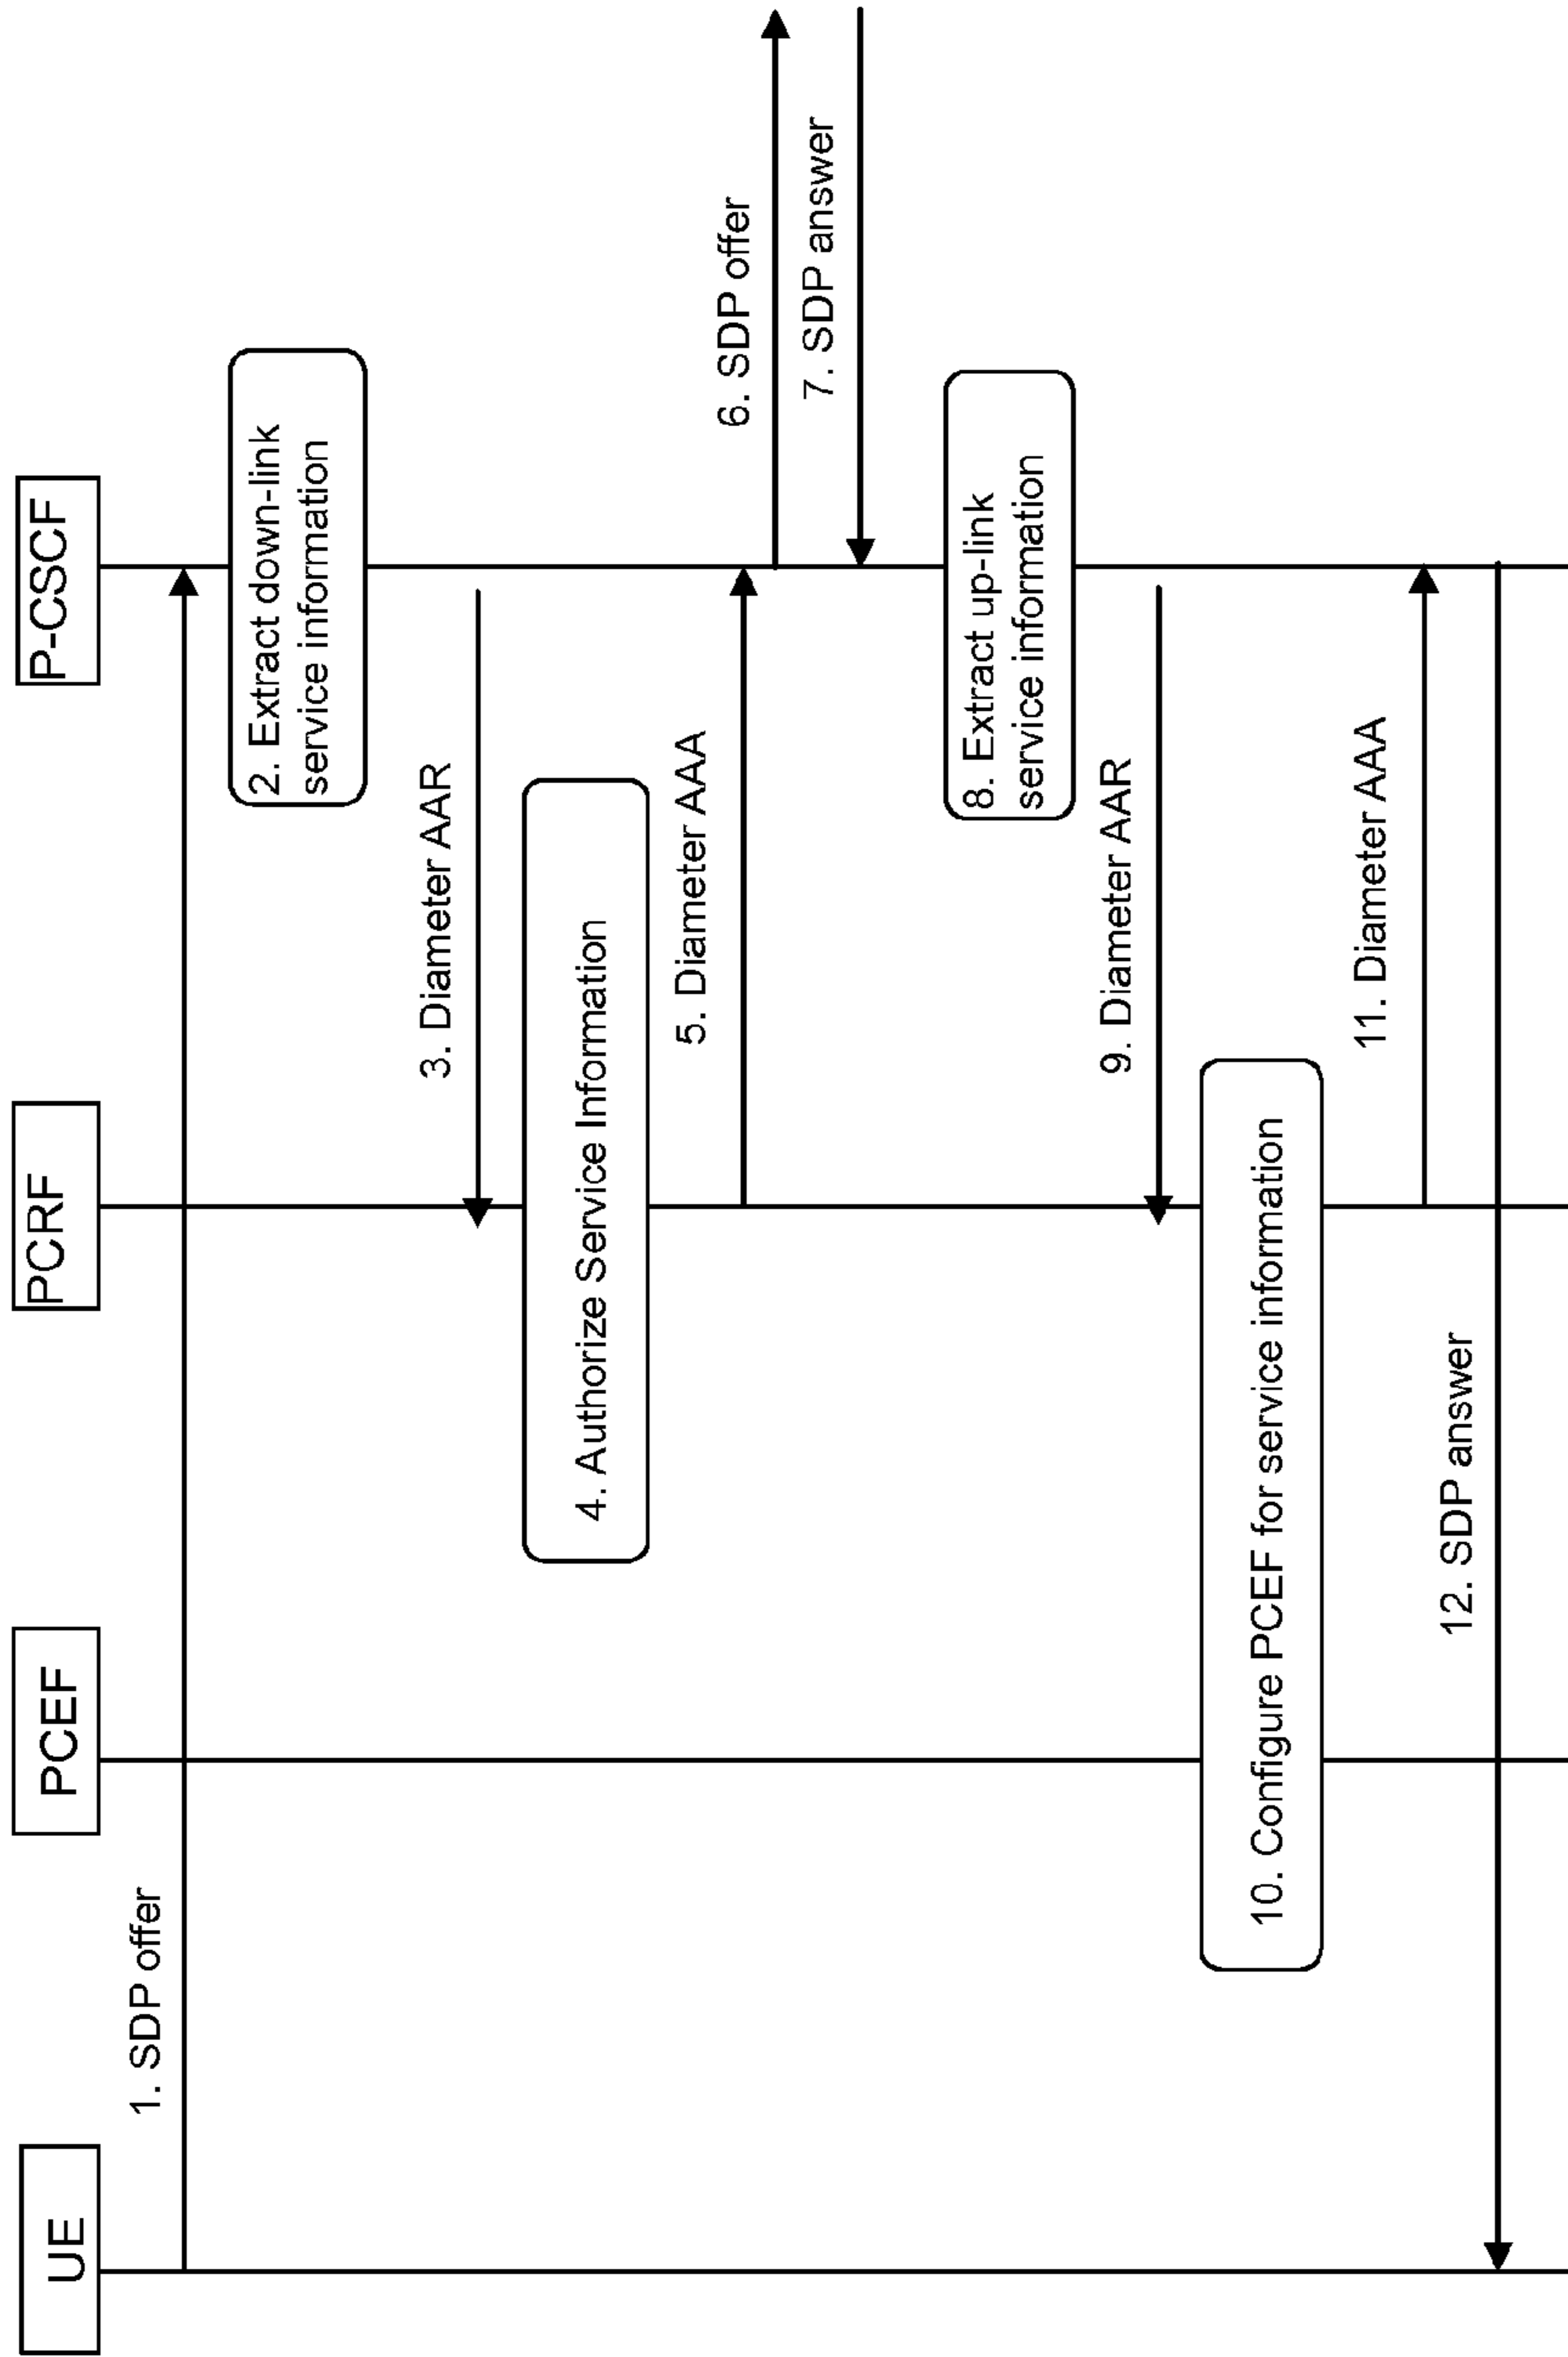 UE
PCEF
PCRF
P-CSCF
1. SDP offer
2. Extract down-link
service information
3. Diameter AAR
4. Authorize Service Information
5. Diameter AAA
6. SDP offer
7. SDP answer
8. Extract up-link
service information
9. Diameter AAR
10. Configure PCEF for service information
11. Diameter AAA
12. SDP answer